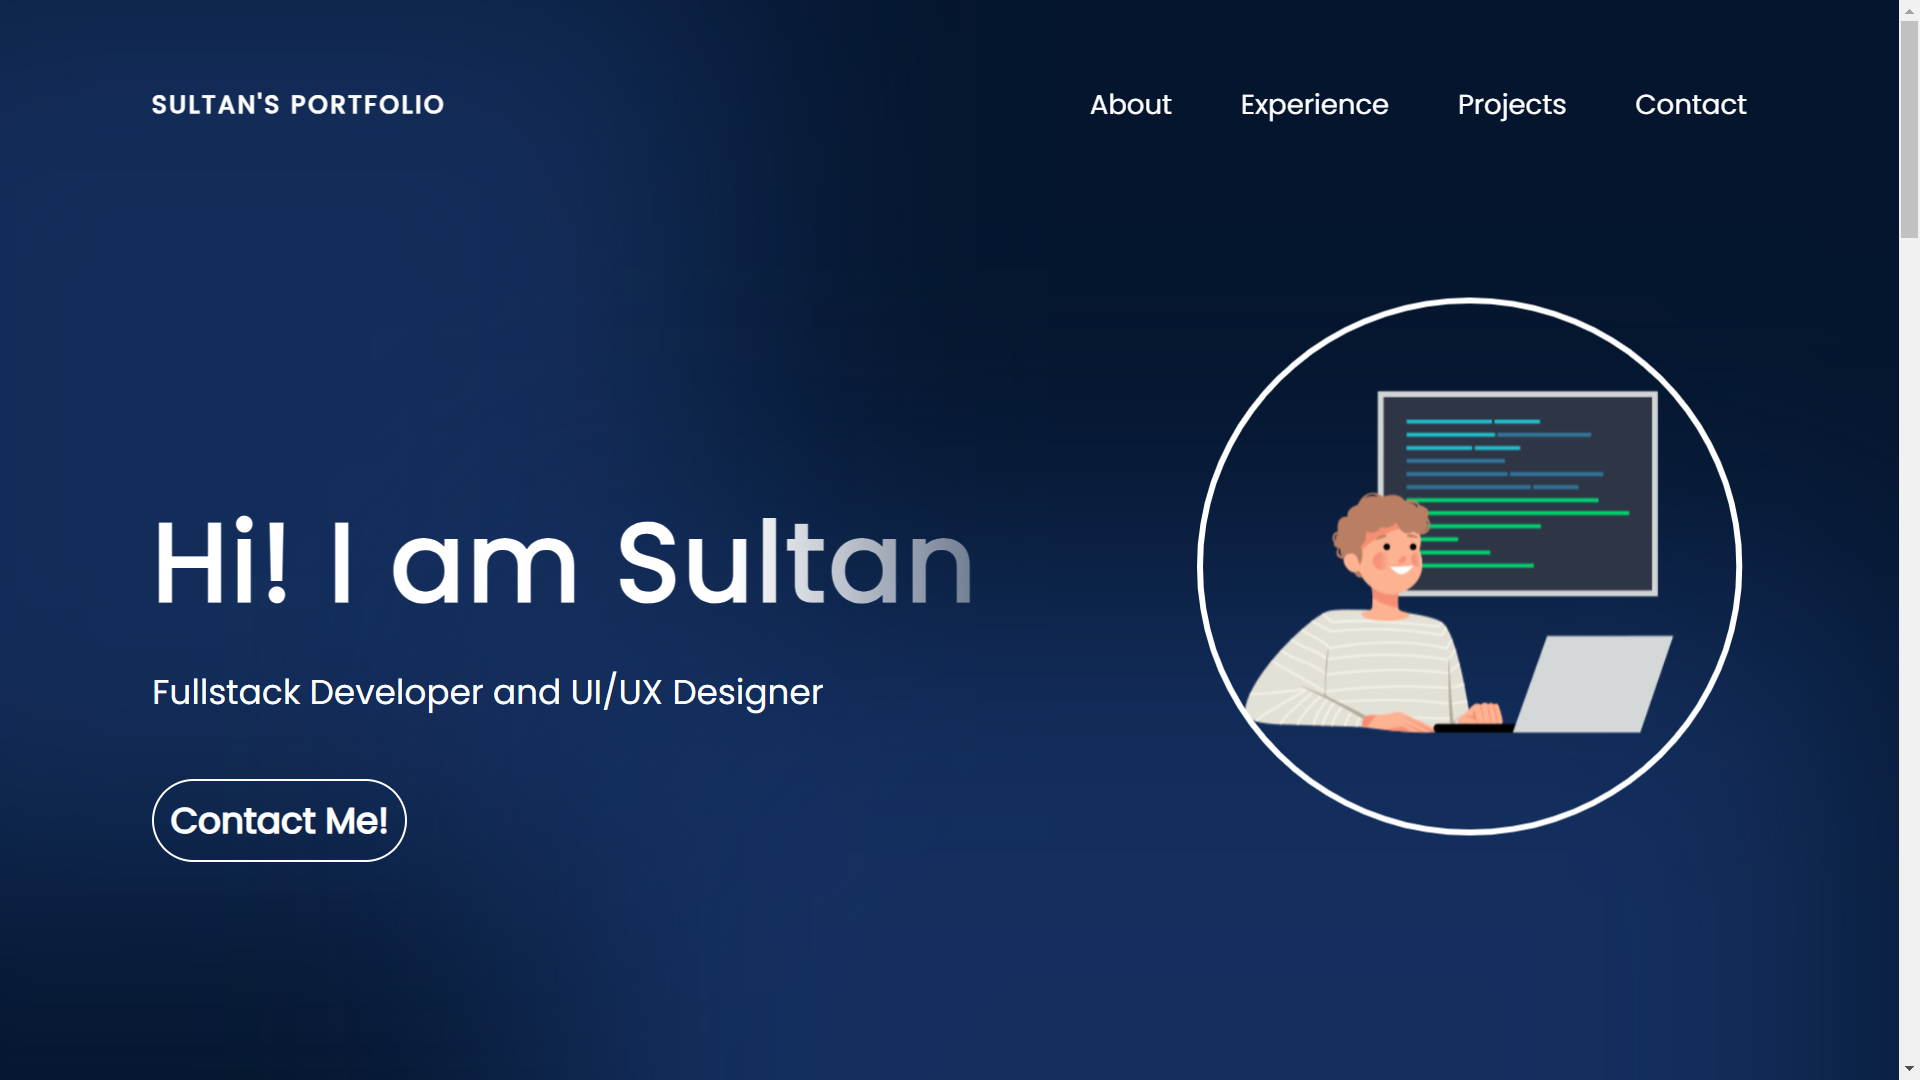 SULTAN'S PORTFOLIO
About Experience Projects Contact
Hi! I am Sultan
Fullstack Developer and UI/UX Designer
Contact Me!